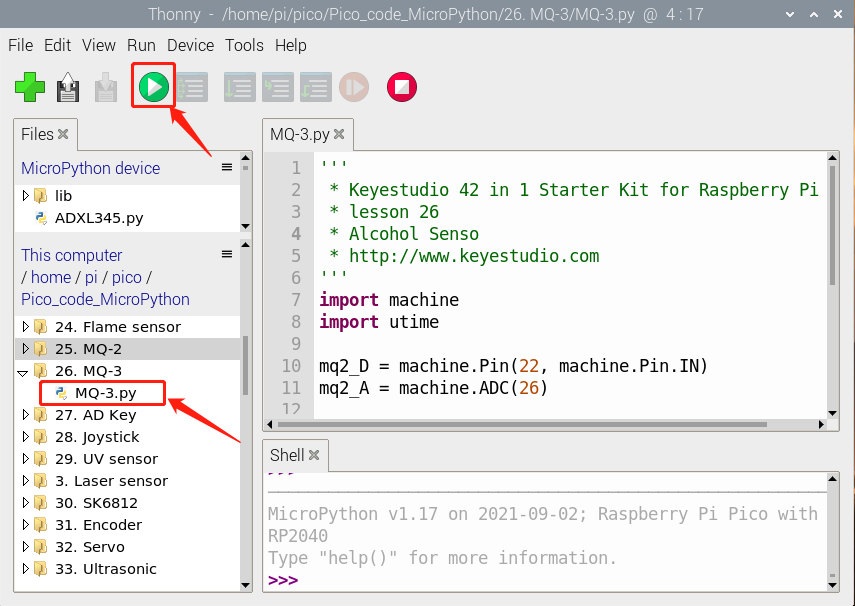 Thonny - /home/pi/pico/Pico_code_MicroPython/26. MQ-3/MQ-3.py @ 4 : 17
File Edit View Run Device Tools Help
Files
MicroPython device
lib
ADXL345.py
This computer
/ home / pi / pico /
Pico_code_MicroPython
24. Flame sensor
25. MQ-2
26. MQ-3
MQ-3.py
27. AD Key
28. Joystick
29. UV sensor
3. Laser sensor
30. SK6812
31. Encoder
32. Servo
33. Ultrasonic
MQ-3.py
1 '''
2 * Keyestudio 42 in 1 Starter Kit for Raspberry Pi
3 * lesson 26
4 * Alcohol Senso
5 * http://www.keyestudio.com
6 '''
7 import machine
8 import utime
9
10 mq2_D = machine.Pin(22, machine.Pin.IN)
11 mq2_A = machine.ADC(26)
12
Shell
>>>
MicroPython v1.17 on 2021-09-02; Raspberry Pi Pico with
RP2040
Type "help()" for more information.
>>>